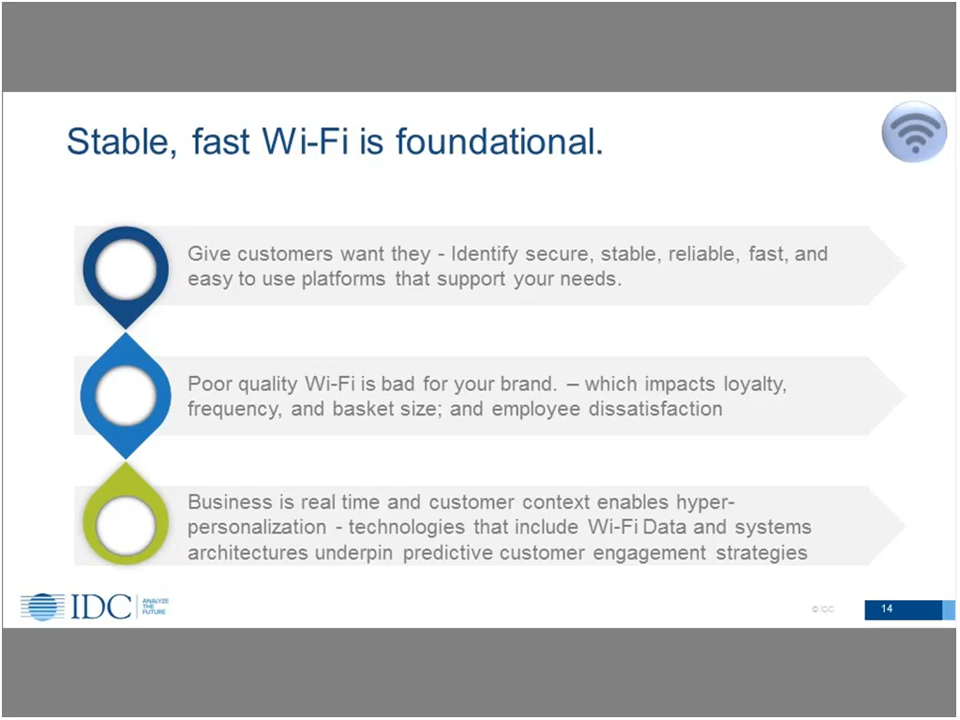 Stable, fast Wi-Fi is foundational.
Give customers want they - Identify secure, stable, reliable, fast, and
easy to use platforms that support your needs.
Poor quality Wi-Fi is bad for your brand. – which impacts loyalty,
frequency, and basket size; and employee dissatisfaction
Business is real time and customer context enables hyper-
personalization - technologies that include Wi-Fi Data and systems
architectures underpin predictive customer engagement strategies
IDC
ANALYZE
THE
FUTURE
© IDC
14